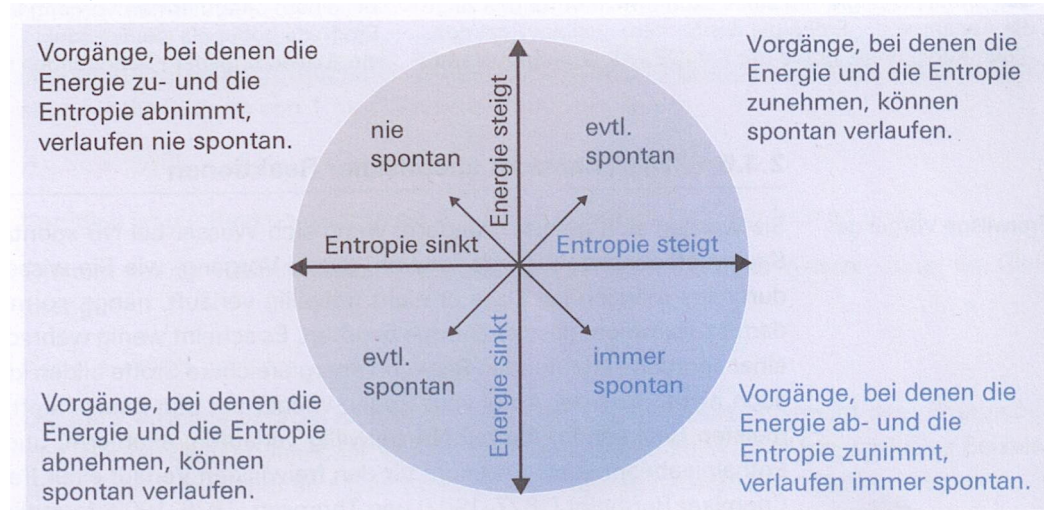 Vorgänge, bei denen die
Energie zu- und die
Entropie abnimmt,
verlaufen nie spontan.
Vorgänge, bei denen die
Energie und die Entropie
zunehmen, können
spontan verlaufen.
nie
spontan
Energie steigt
evtl.
spontan
Entropie sinkt
Entropie steigt
evtl.
spontan
Energie sinkt
immer
spontan
Vorgänge, bei denen die
Energie und die Entropie
abnehmen, können
spontan verlaufen.
Vorgänge, bei denen die
Energie ab- und die
Entropie zunimmt,
verlaufen immer spontan.